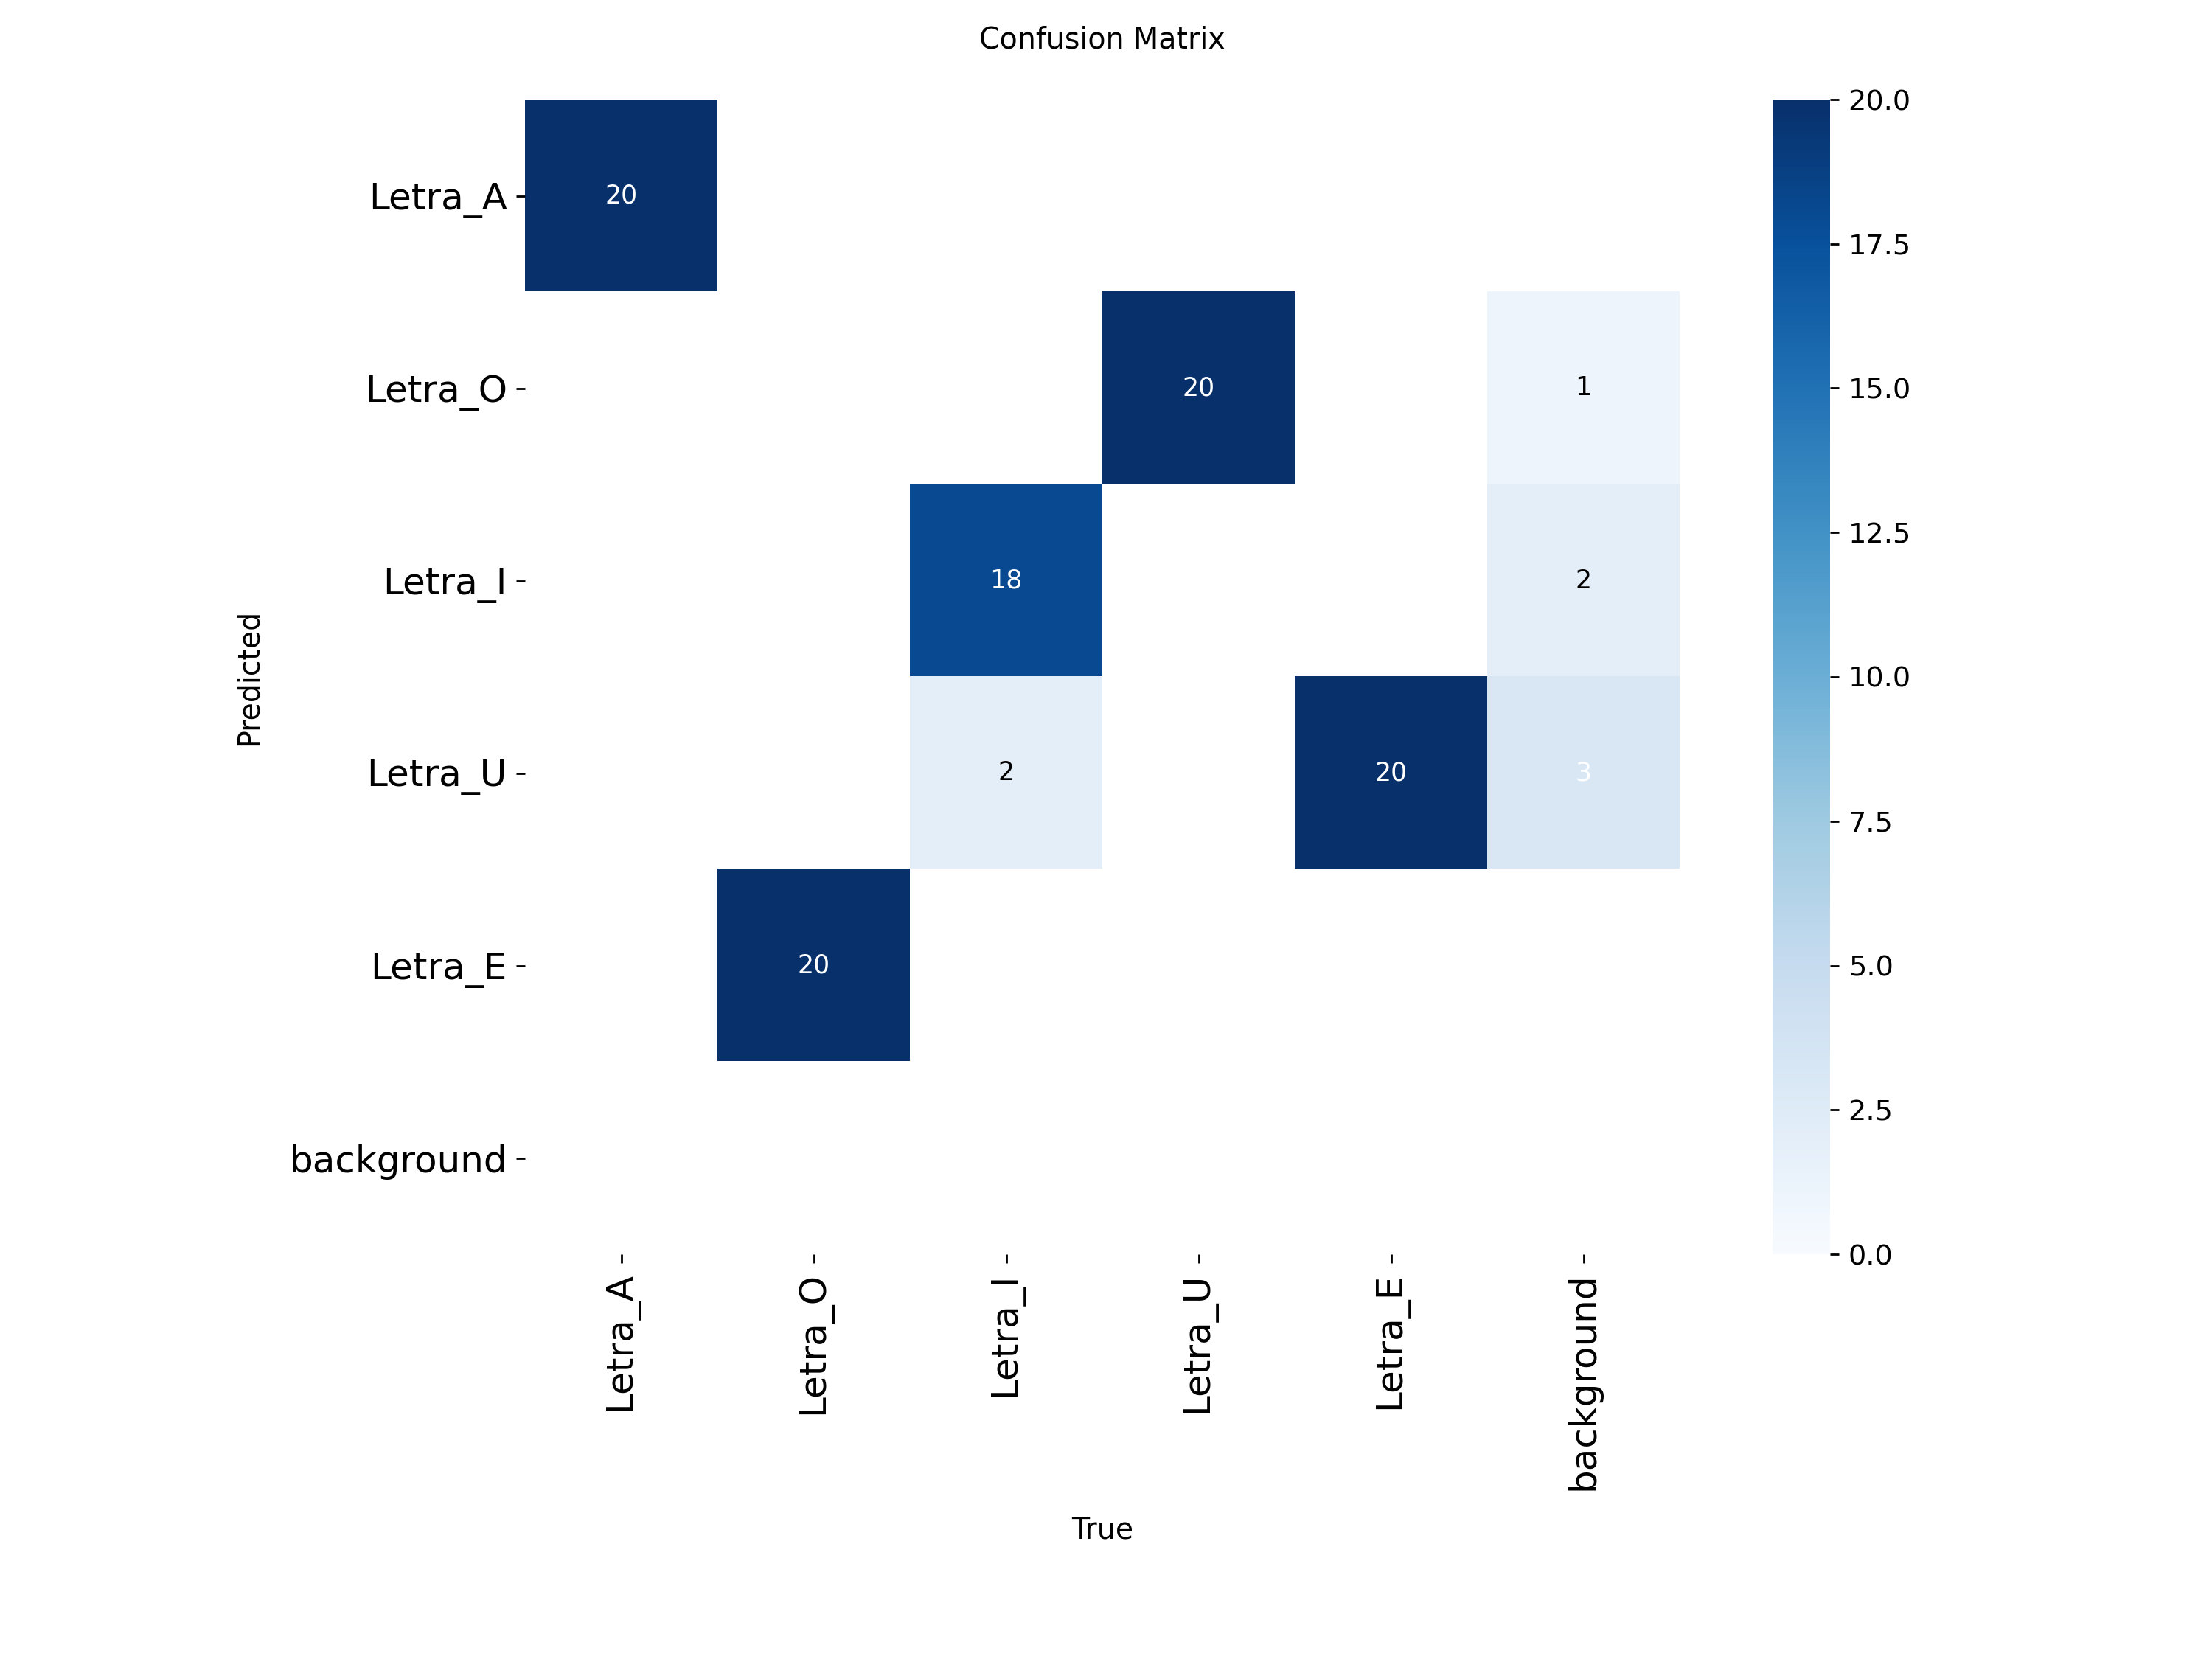 Confusion Matrix
20.0
Letra_A
20
17.5
Letra_O
20
1
15.0
12.5
Letra_I
18
2
10.0
Predicted
Letra_U
2
20
3
7.5
Letra_E
20
5.0
background
2.5
0.0
Letra_A
Letra_O
Letra_I
Letra_U
Letra_E
background
True